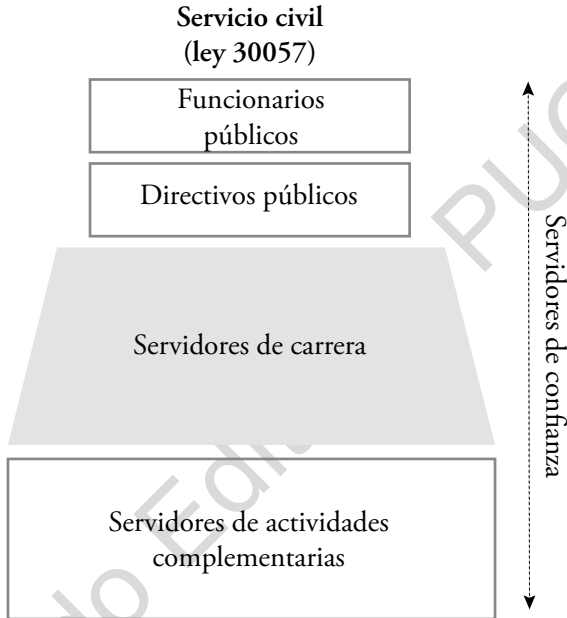 Servicio civil
(ley 30057)
Funcionarios
públicos
Directivos públicos
Servidores de carrera
Servidores de actividades
complementarias
Servidores de confianza